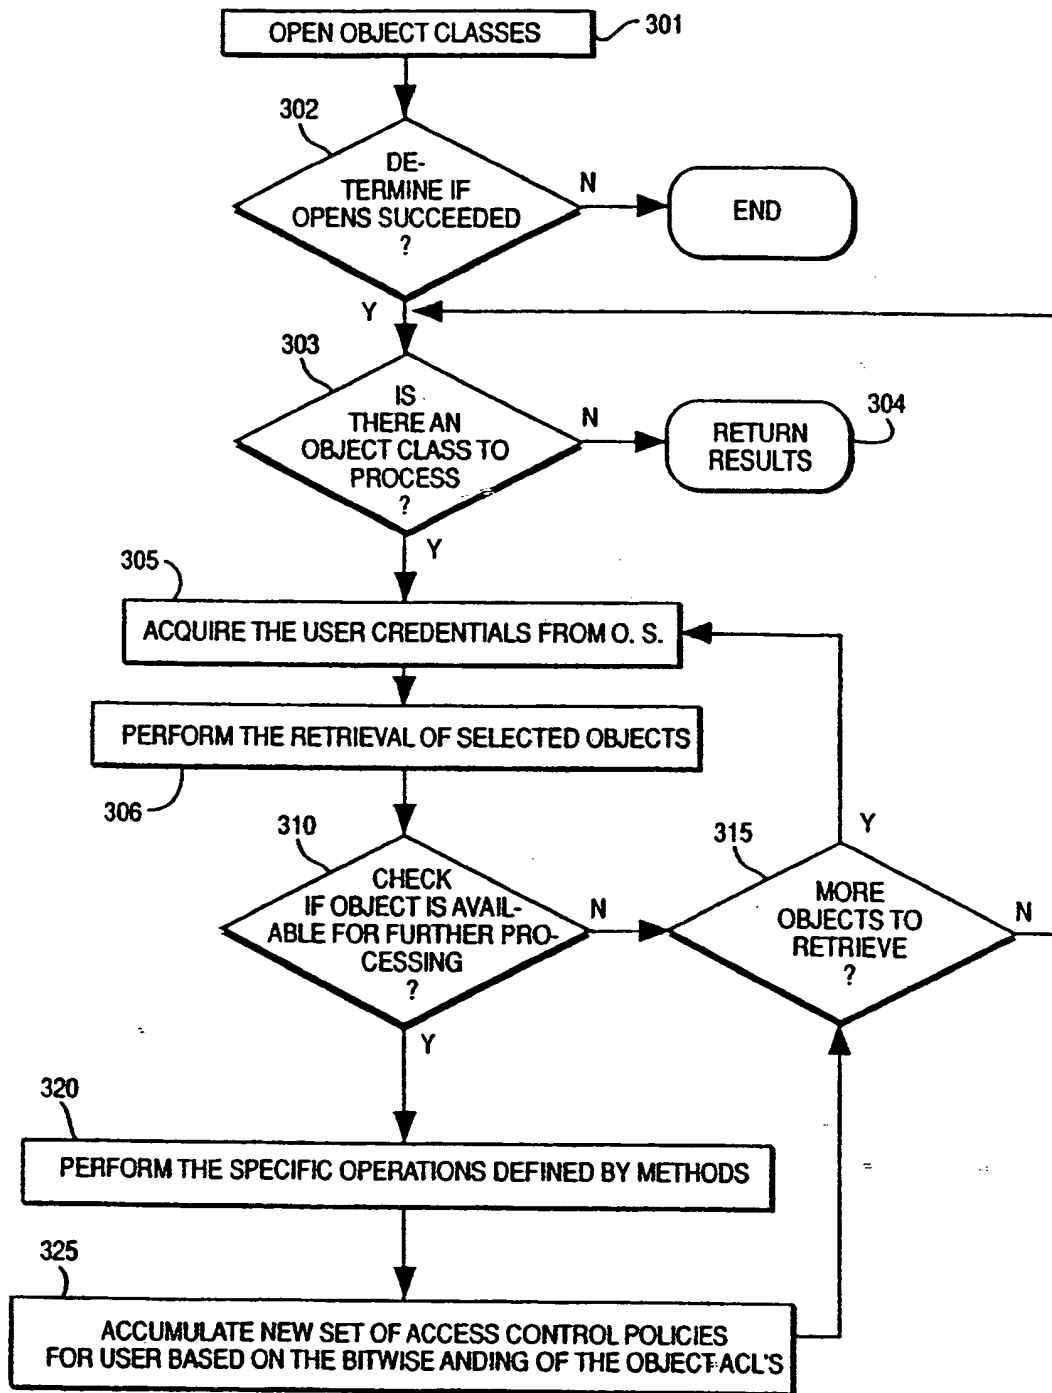 OPEN OBJECT CLASSES
301
302
DE-
TERMINE IF
OPENS SUCCEEDED
?
N
END
Y
303
IS
THERE AN
OBJECT CLASS TO
PROCESS
?
N
RETURN
RESULTS
304
Y
305
ACQUIRE THE USER CREDENTIALS FROM O. S.
PERFORM THE RETRIEVAL OF SELECTED OBJECTS
306
310
CHECK
IF OBJECT IS AVAIL-
ABLE FOR FURTHER PRO-
CESSING
?
N
315
Y
MORE
OBJECTS TO
RETRIEVE
?
N
Y
320
PERFORM THE SPECIFIC OPERATIONS DEFINED BY METHODS
325
ACCUMULATE NEW SET OF ACCESS CONTROL POLICIES
FOR USER BASED ON THE BITWISE ANDING OF THE OBJECT ACL'S